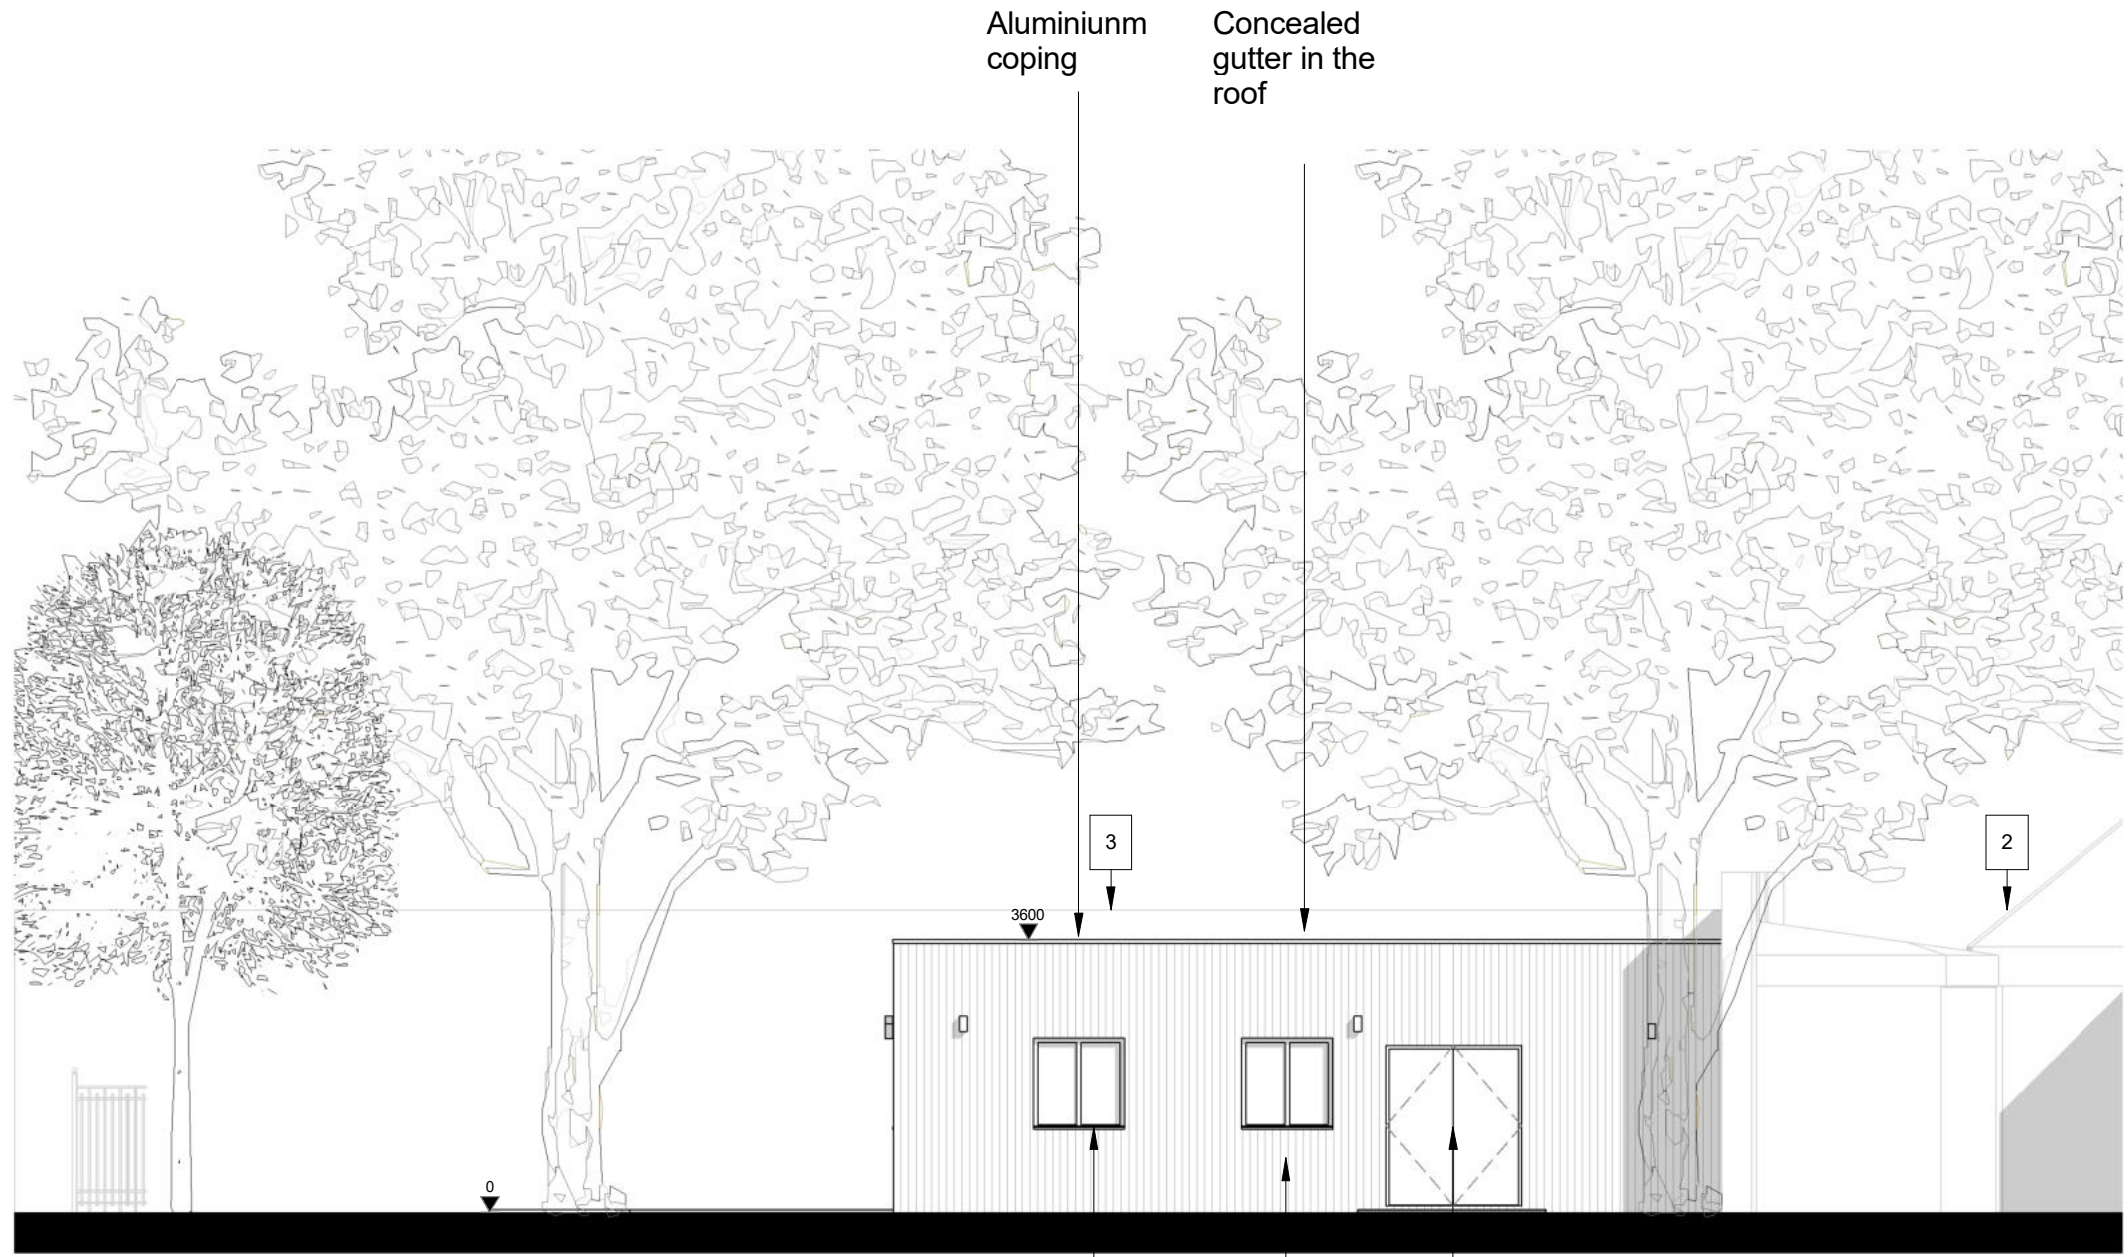 Aluminiunm
coping
Concealed
gutter in the
roof
3
2
3600
0